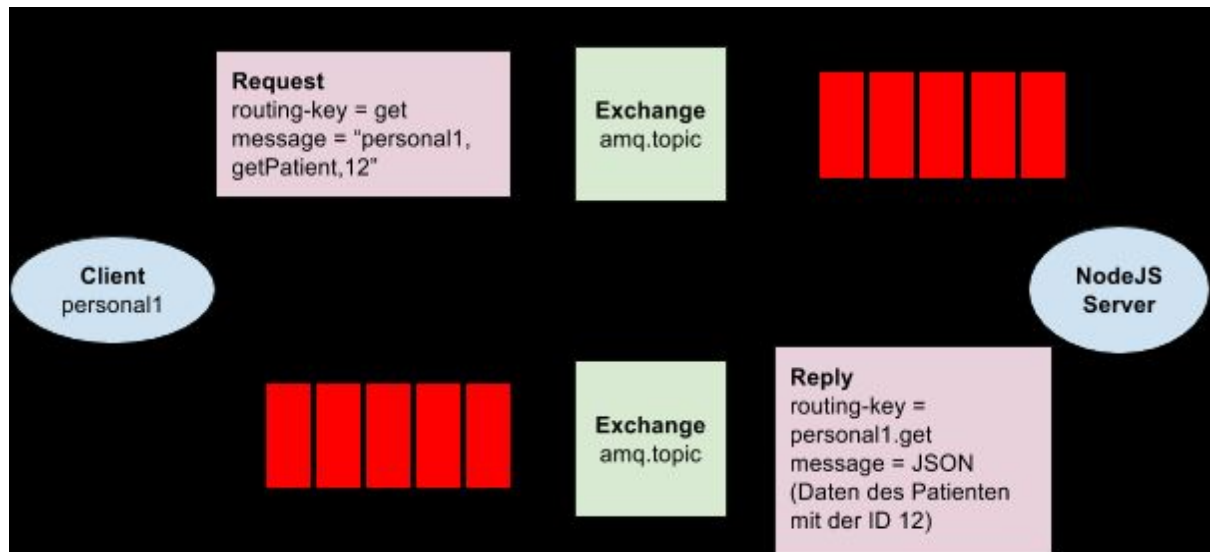 Request
routing-key = get
message = “personal1,
getPatient,12”
Exchange
amq.topic
Client
personal1
NodeJS
Server
Exchange
amq.topic
Reply
routing-key =
personal1.get
message = JSON
(Daten des Patienten
mit der ID 12)